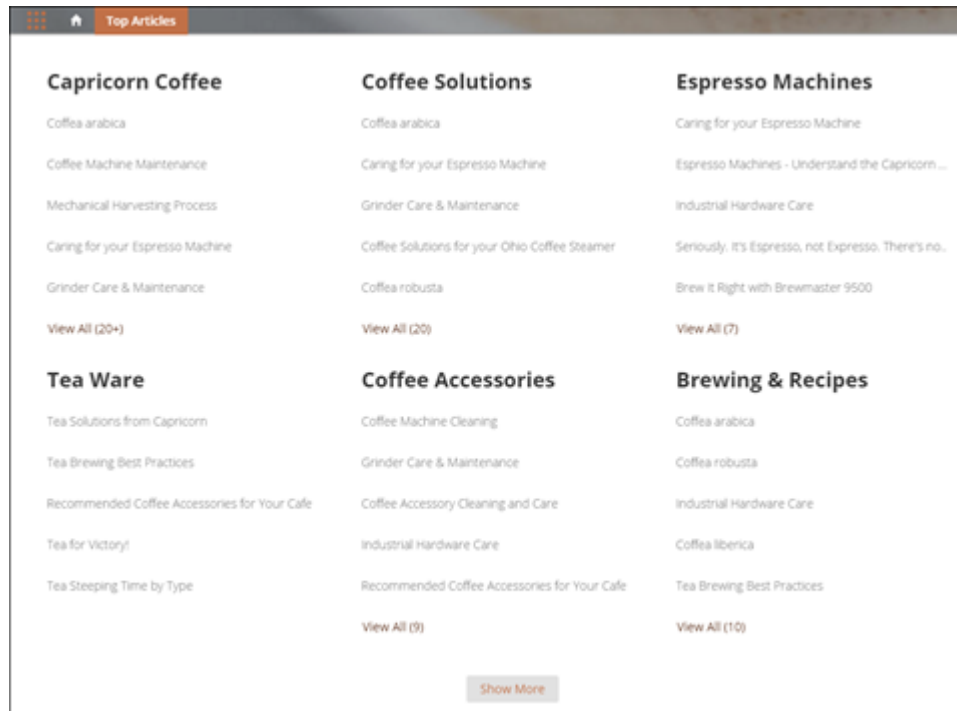 Top Articles
Capricorn Coffee
Coffea arabica
Coffee Machine Maintenance
Mechanical Harvesting Process
Caring for your Espresso Machine
Grinder Care & Maintenance
View All (20+)
Coffee Solutions
Coffea arabica
Caring for your Espresso Machine
Grinder Care & Maintenance
Coffee Solutions for your Ohio Coffee Steamer
Coffea robusta
View All (20)
Espresso Machines
Caring for your Espresso Machine
Espresso Machines - Understand the Capricorn ...
Industrial Hardware Care
Seriously. It's Espresso, not Expresso. There's no..
Brew It Right with Brewmaster 9500
View All (7)
Tea Ware
Tea Solutions from Capricorn
Tea Brewing Best Practices
Recommended Coffee Accessories for Your Cafe
Tea for Victory!
Tea Steeping Time by Type
Coffee Accessories
Coffee Machine Cleaning
Grinder Care & Maintenance
Coffee Accessory Cleaning and Care
Industrial Hardware Care
Recommended Coffee Accessories for Your Cafe
View All (9)
Brewing & Recipes
Coffea arabica
Coffea robusta
Industrial Hardware Care
Coffea liberica
Tea Brewing Best Practices
View All (10)
Show More